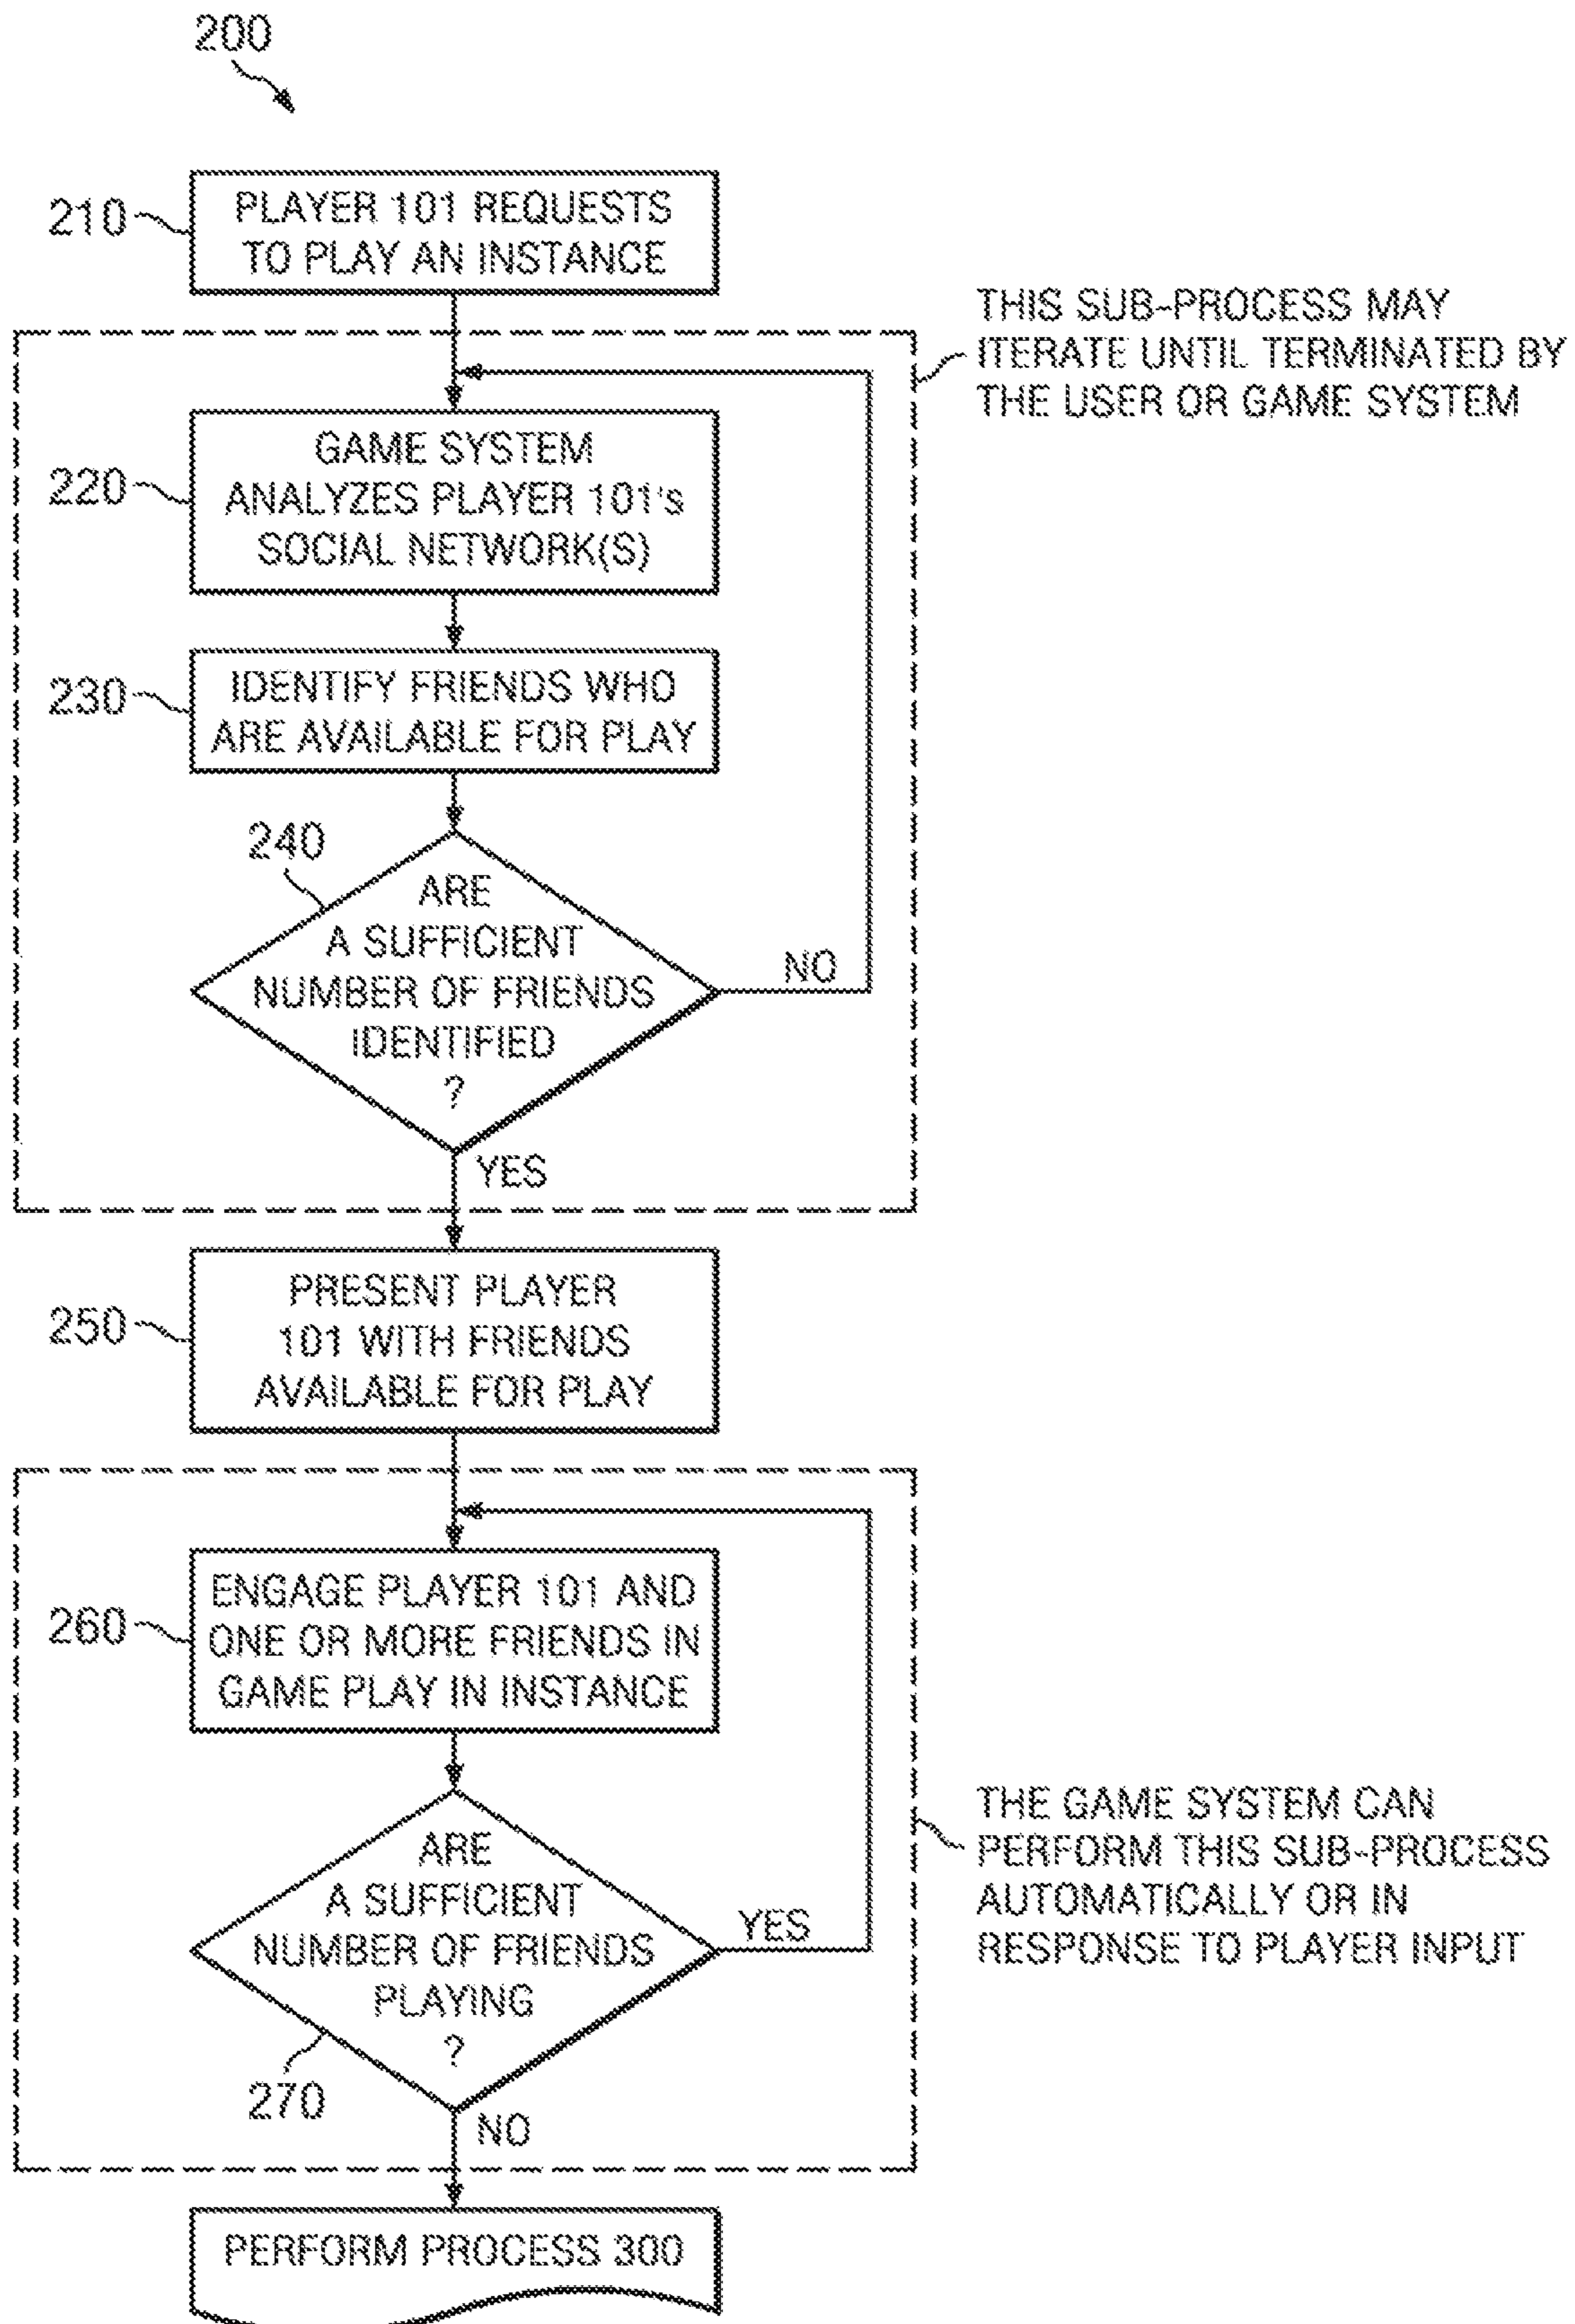 200
210
PLAYER 101 REQUESTS
TO PLAY AN INSTANCE
THIS SUB-PROCESS MAY
ITERATE UNTIL TERMINATED BY
THE USER OR GAME SYSTEM
220
GAME SYSTEM
ANALYZES PLAYER 101's
SOCIAL NETWORK(S)
230
IDENTIFY FRIENDS WHO
ARE AVAILABLE FOR PLAY
240
ARE
A SUFFICIENT
NUMBER OF FRIENDS
IDENTIFIED
?
NO
YES
250
PRESENT PLAYER
101 WITH FRIENDS
AVAILABLE FOR PLAY
260
ENGAGE PLAYER 101 AND
ONE OR MORE FRIENDS IN
GAME PLAY IN INSTANCE
ARE
A SUFFICIENT
NUMBER OF FRIENDS
PLAYING
?
YES
THE GAME SYSTEM CAN
PERFORM THIS SUB-PROCESS
AUTOMATICALLY OR IN
RESPONSE TO PLAYER INPUT
270
NO
PERFORM PROCESS 300